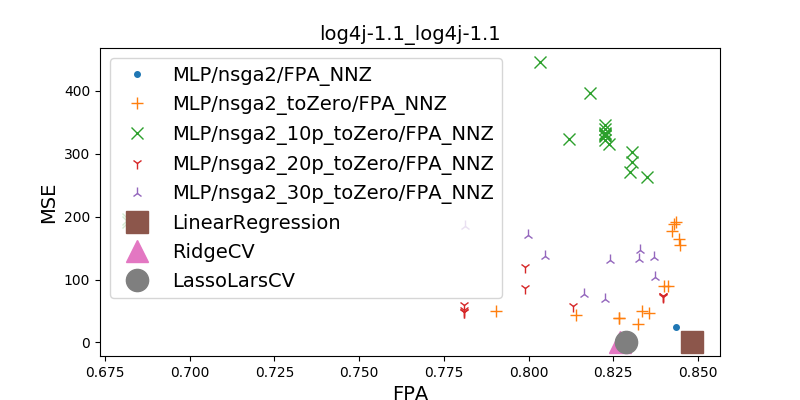 log4j-1.1_log4j-1.1
MSE
400
300
200
100
0
MLP/nsga2/FPA_NNZ
MLP/nsga2_toZero/FPA_NNZ
MLP/nsga2_10p_toZero/FPA_NNZ
MLP/nsga2_20p_toZero/FPA_NNZ
MLP/nsga2_30p_toZero/FPA_NNZ
LinearRegression
RidgeCV
LassoLarsCV
0.675 0.700 0.725 0.750 0.775 0.800 0.825 0.850
FPA